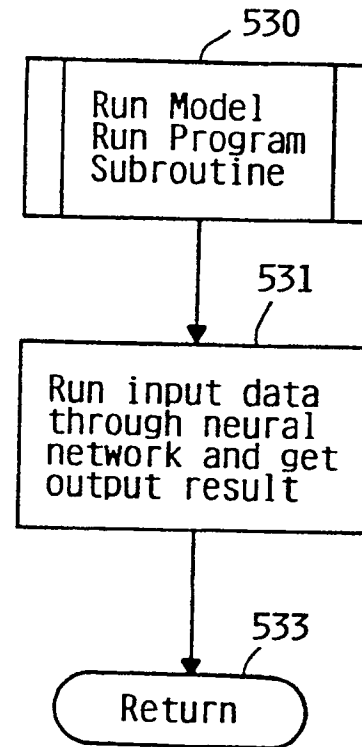 530
Run Model
Run Program
Subroutine
531
Run input data
through neural
network and get
output result
533
Return